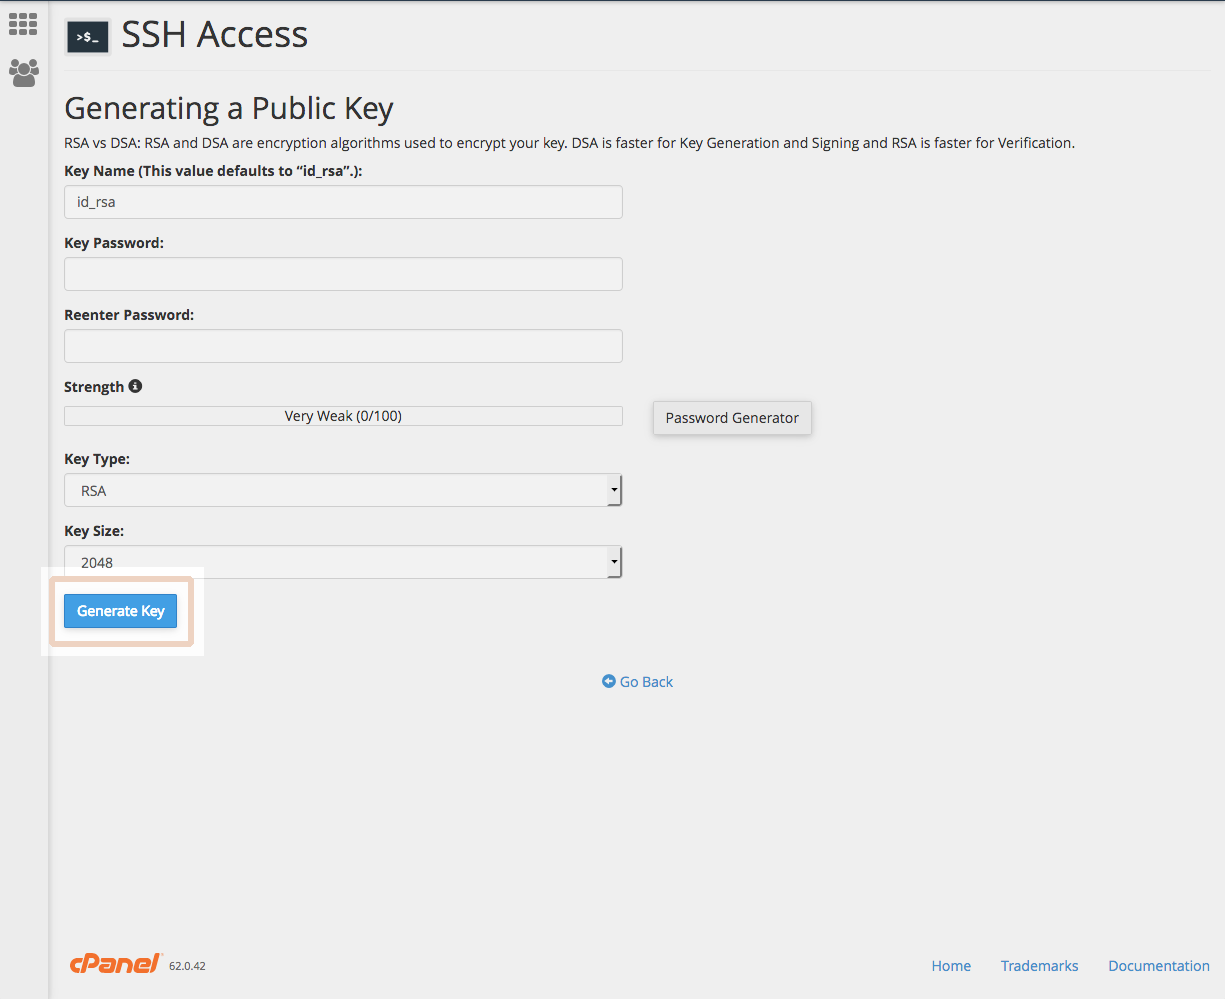 >$_ SSH Access
Generating a Public Key
RSA vs DSA: RSA and DSA are encryption algorithms used to encrypt your key. DSA is faster for Key Generation and Signing and RSA is faster for Verification.
Key Name (This value defaults to “id_rsa”.):
id_rsa
Key Password:
Reenter Password:
Strength
Very Weak (0/100)
Password Generator
Key Type:
RSA
Key Size:
2048
Generate Key
Go Back
cPanel 62.0.42
Home Trademarks Documentation